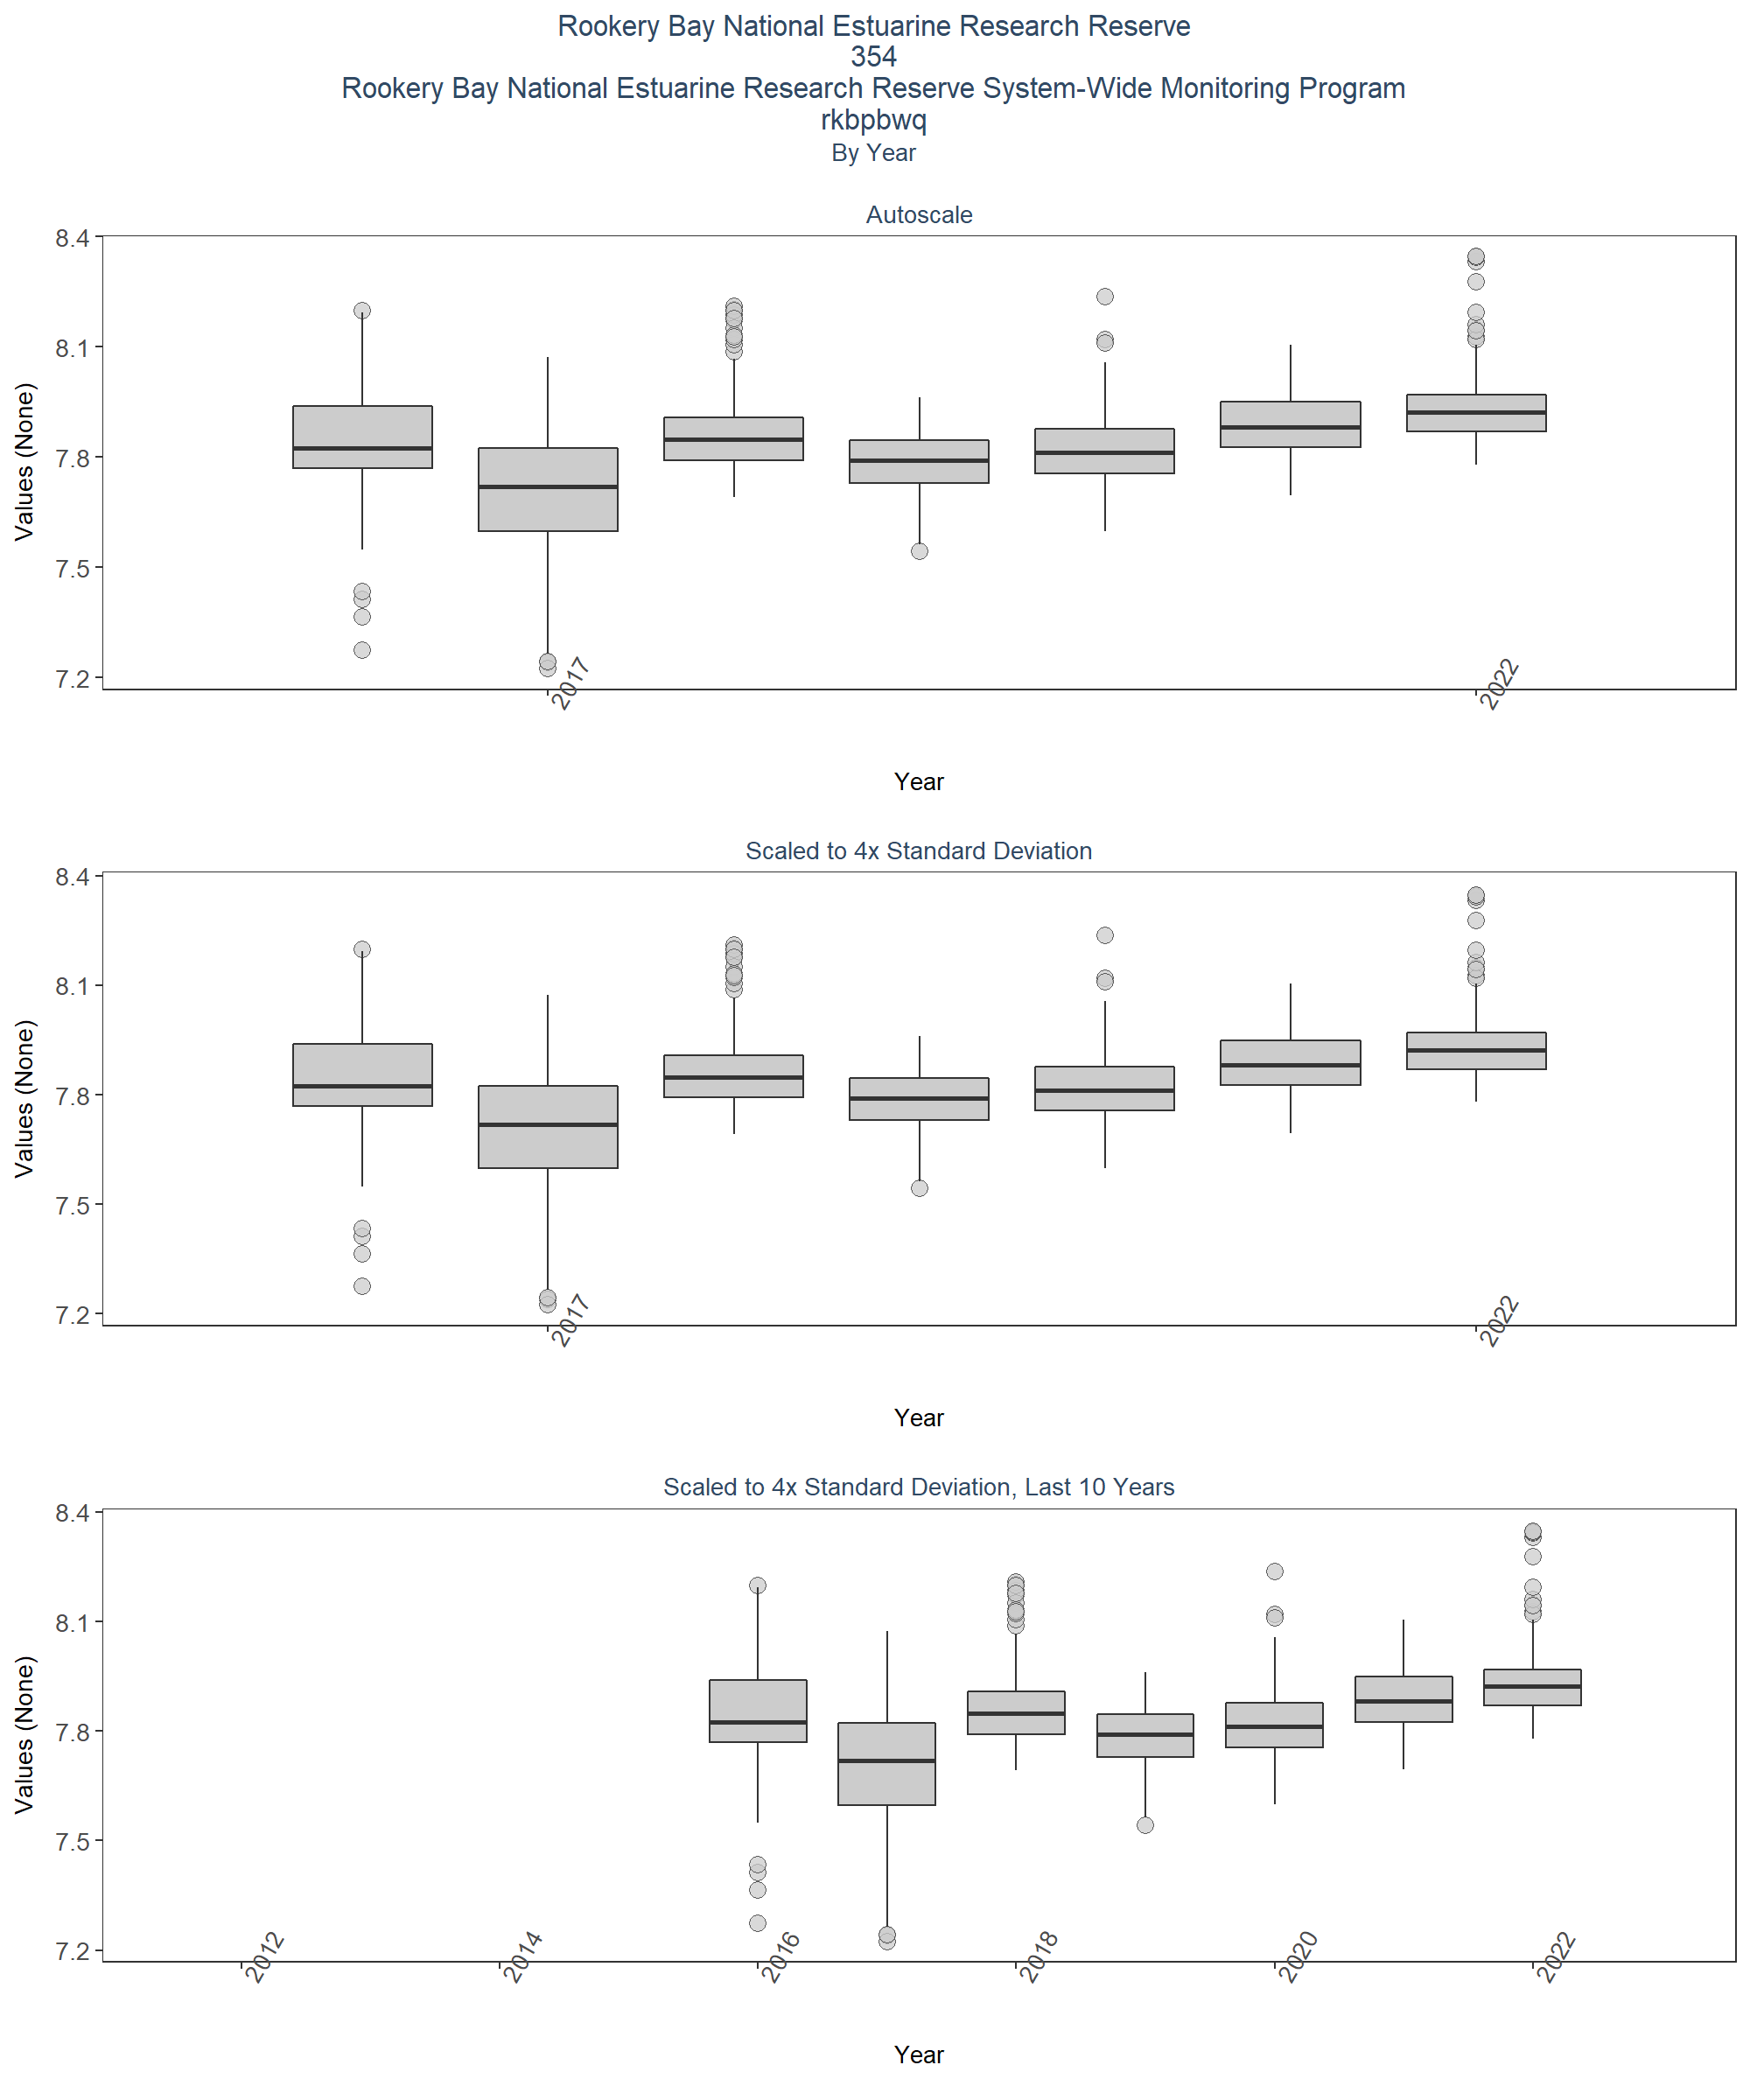 Rookery Bay National Estuarine Research Reserve
354
Rookery Bay National Estuarine Research Reserve System-Wide Monitoring Program
rkbpbwq
By Year
Autoscale
8.4
8.1
7.8
7.5
7.2
Values (None)
2017
2022
Year
Scaled to 4x Standard Deviation
8.4
8.1
7.8
7.5
7.2
Values (None)
2017
2022
Year
Scaled to 4x Standard Deviation, Last 10 Years
8.4
8.1
7.8
7.5
7.2
Values (None)
2012
2014
2016
2018
2020
2022
Year